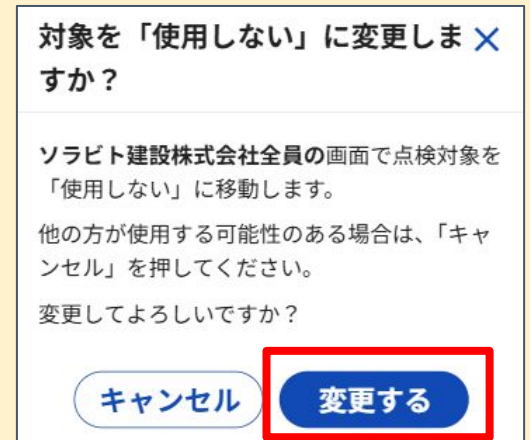 対象を「使用しない」に変更しま
すか？
ソラビト建設株式会社全員の画面で点検対象を
「使用しない」に移動します。
他の方が使用する可能性のある場合は、「キャ
ンセル」を押してください。
変更してよろしいですか？
キャンセル 変更する